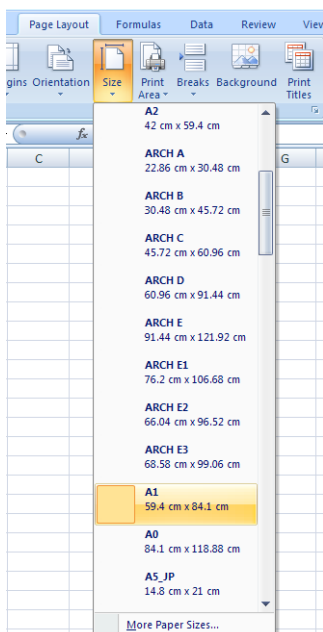 Page Layout Formulas Data Review View
gins Orientation Size Print Area Breaks Background Print Titles
fx
C G
A2
42 cm x 59.4 cm
ARCH A
22.86 cm x 30.48 cm
ARCH B
30.48 cm x 45.72 cm
ARCH C
45.72 cm x 60.96 cm
ARCH D
60.96 cm x 91.44 cm
ARCH E
91.44 cm x 121.92 cm
ARCH E1
76.2 cm x 106.68 cm
ARCH E2
66.04 cm x 96.52 cm
ARCH E3
68.58 cm x 99.06 cm
A1
59.4 cm x 84.1 cm
A0
84.1 cm x 118.88 cm
A5_JP
14.8 cm x 21 cm
More Paper Sizes...